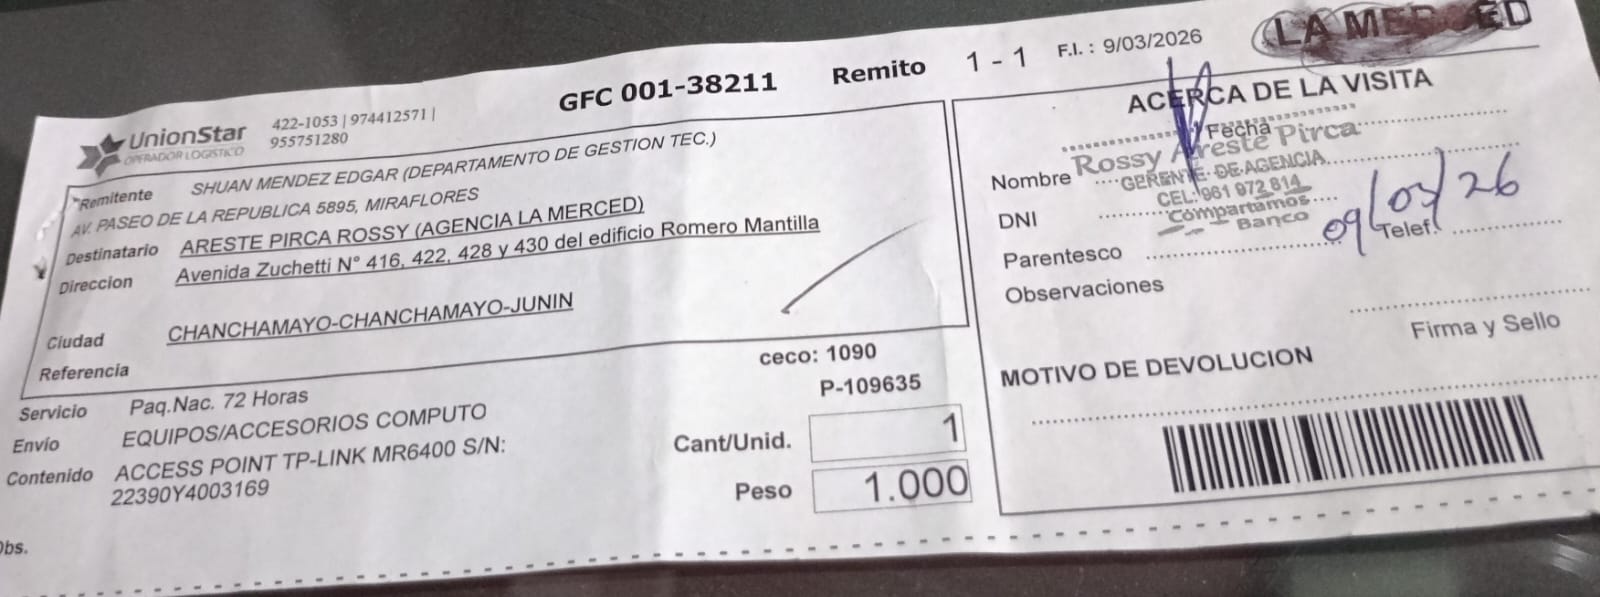 UnionStar
OPERADOR LOGISTICO
422-1053 | 974412571 |
955751280
GFC 001-38211
Remito 1 - 1
F.I. : 9/03/2026
LA MERCED
Remitente SHUAN MENDEZ EDGAR (DEPARTAMENTO DE GESTION TEC.)
AV. PASEO DE LA REPUBLICA 5895, MIRAFLORES
Destinatario ARESTE PIRCA ROSSY (AGENCIA LA MERCED)
Direccion Avenida Zuchetti N° 416, 422, 428 y 430 del edificio Romero Mantilla
Ciudad CHANCHAMAYO-CHANCHAMAYO-JUNIN
Referencia
Servicio Paq.Nac. 72 Horas
Envío EQUIPOS/ACCESORIOS COMPUTO
Contenido ACCESS POINT TP-LINK MR6400 S/N:
22390Y4003169
Obs.
ceco: 1090
P-109635
Cant/Unid. 1
Peso 1.000
ACERCA DE LA VISITA
Fecha
Rossy Areste Pirca
Nombre
GERENTE DE AGENCIA
CEL: 961 972 814
DNI
Compartamos
Banco
09/03/26
Parentesco
Telef.
Observaciones
Firma y Sello
MOTIVO DE DEVOLUCION